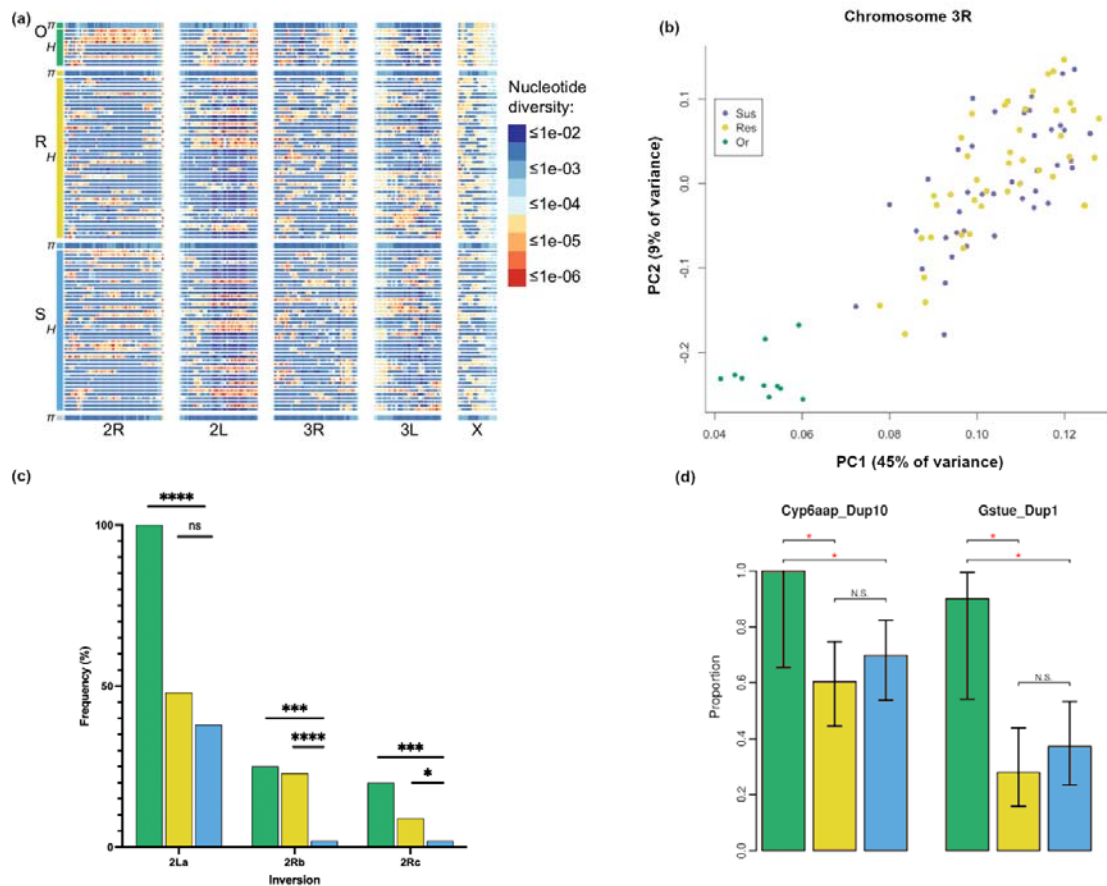 (a)
π
O
H
π
R
H
π
S
H
π
2R 2L 3R 3L X
Nucleotide
diversity:
≤1e-02
≤1e-03
≤1e-04
≤1e-05
≤1e-06
(b)
Chromosome 3R
Sus
Res
Or
PC2 (9% of variance)
0.1
0.0
-0.1
-0.2
0.04 0.06 0.08 0.10 0.12
PC1 (45% of variance)
(c)
Frequency (%)
100
50
0
****
ns
***
****
***
*
2La 2Rb 2Rc
Inversion
(d)
Cyp6aap_Dup10 Gstue_Dup1
* *
* *
N.S. N.S.
Proportion
1.0
0.8
0.6
0.4
0.2
0.0